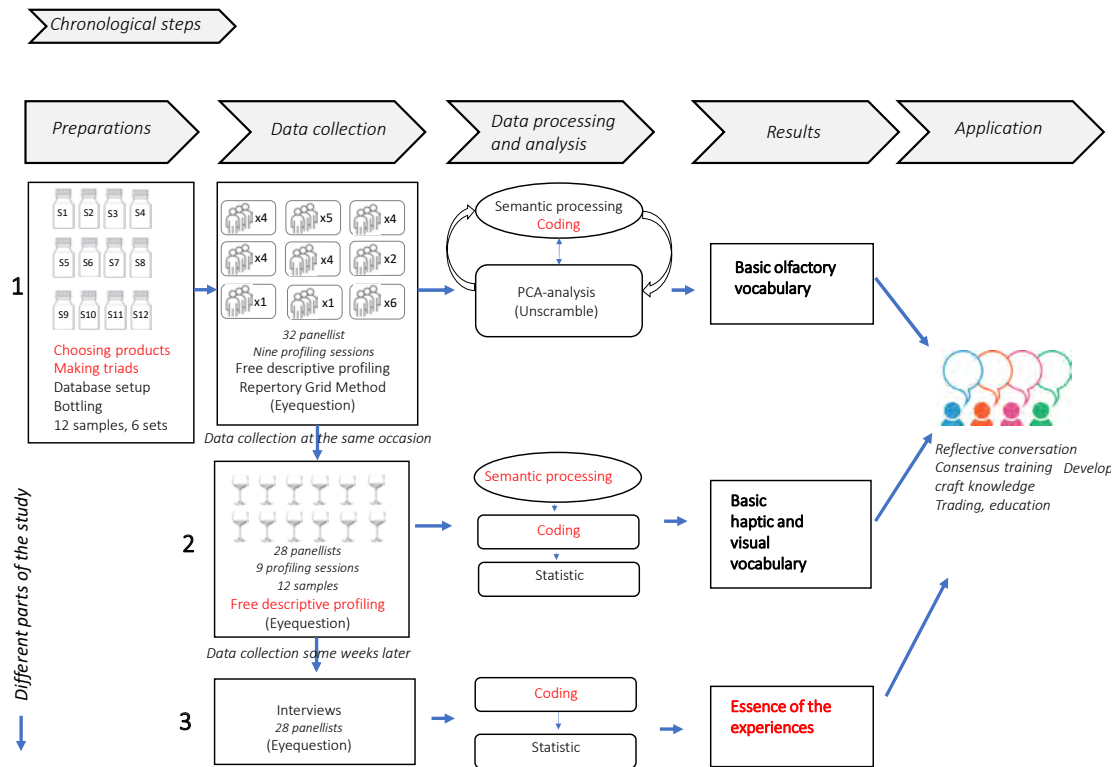 Chronological steps
Preparations
Data collection
Data processing
and analysis
Results
Application
1
S1 S2 S3 S4
S5 S6 S7 S8
S9 S10 S11 S12
Choosing products
Making triads
Database setup
Bottling
12 samples, 6 sets
x4 x5 x4
x4 x4 x2
x1 x1 x6
32 panellist
Nine profiling sessions
Free descriptive profiling
Repertory Grid Method
(Eyequestion)
Semantic processing
Coding
PCA-analysis
(Unscramble)
Basic olfactory
vocabulary
Data collection at the same occasion
2
28 panellists
9 profiling sessions
12 samples
Free descriptive profiling
(Eyequestion)
Semantic processing
Coding
Statistic
Basic
haptic and
visual
vocabulary
Reflective conversation
Consensus training Develop
craft knowledge
Trading, education
Data collection some weeks later
3
Interviews
28 panellists
(Eyequestion)
Coding
Statistic
Essence of the
experiences
Different parts of the study